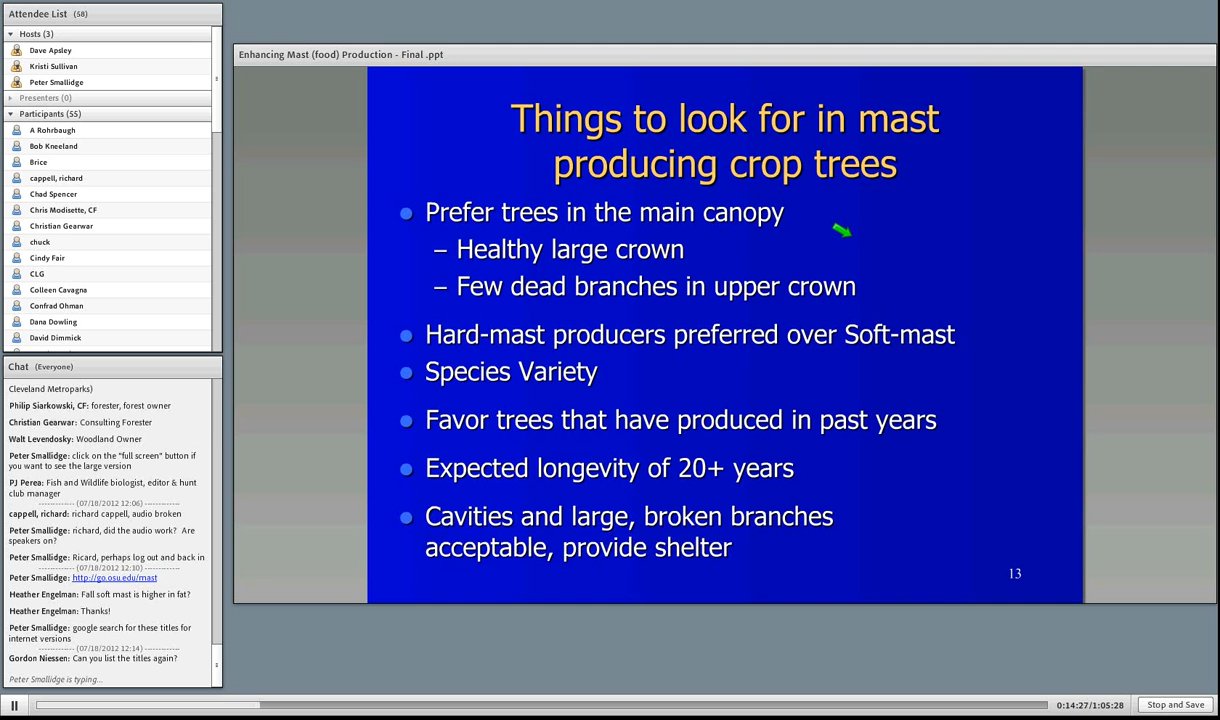 Attendee List (58)
Hosts (3)
Dave Apsley
Kristi Sullivan
Peter Smallidge
Presenters (0)
Participants (55)
A Rohrbaugh
Bob Kneeland
Brice
cappell, richard
Chad Spencer
Chris Modisette, CF
Christian Gearwar
chuck
Cindy Fair
CLG
Colleen Cavagna
Confrad Ohman
Dana Dowling
David Dimmick
Chat (Everyone)
Cleveland Metroparks)
Philip Siarkowski, CF: forester, forest owner
Christian Gearwar: Consulting Forester
Walt Levendosky: Woodland Owner
Peter Smallidge: click on the "full screen" button if
you want to see the large version
PJ Perea: Fish and Wildlife biologist, editor & hunt
club manager
------------- (07/18/2012 12:06) -------------
cappell, richard: richard cappell, audio broken
Peter Smallidge: richard, did the audio work? Are
speakers on?
Peter Smallidge: Ricard, perhaps log out and back in
------------- (07/18/2012 12:10) -------------
Peter Smallidge: http://go.osu.edu/mast
Heather Engelman: Fall soft mast is higher in fat?
Heather Engelman: Thanks!
Peter Smallidge: google search for these titles for
internet versions
------------- (07/18/2012 12:14) -------------
Gordon Niessen: Can you list the titles again?
Peter Smallidge is typing...
Enhancing Mast (food) Production - Final .ppt
Things to look for in mast
producing crop trees
Prefer trees in the main canopy
– Healthy large crown
– Few dead branches in upper crown
Hard-mast producers preferred over Soft-mast
Species Variety
Favor trees that have produced in past years
Expected longevity of 20+ years
Cavities and large, broken branches
acceptable, provide shelter
13
0:14:27/1:05:28
Stop and Save